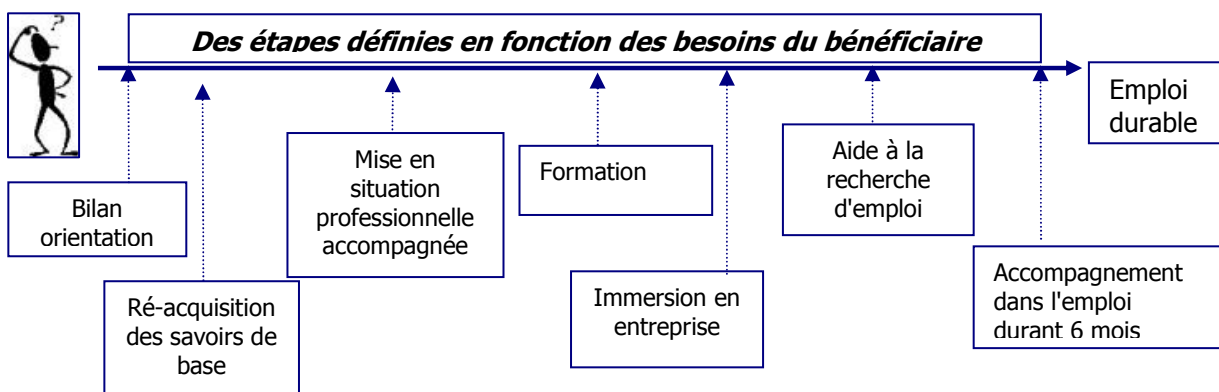 ?
Des étapes définies en fonction des besoins du bénéficiaire
Emploi
durable
Bilan
orientation
Ré-acquisition
des savoirs de
base
Mise en
situation
professionnelle
accompagnée
Formation
Immersion en
entreprise
Aide à la
recherche
d'emploi
Accompagnement
dans l'emploi
durant 6 mois